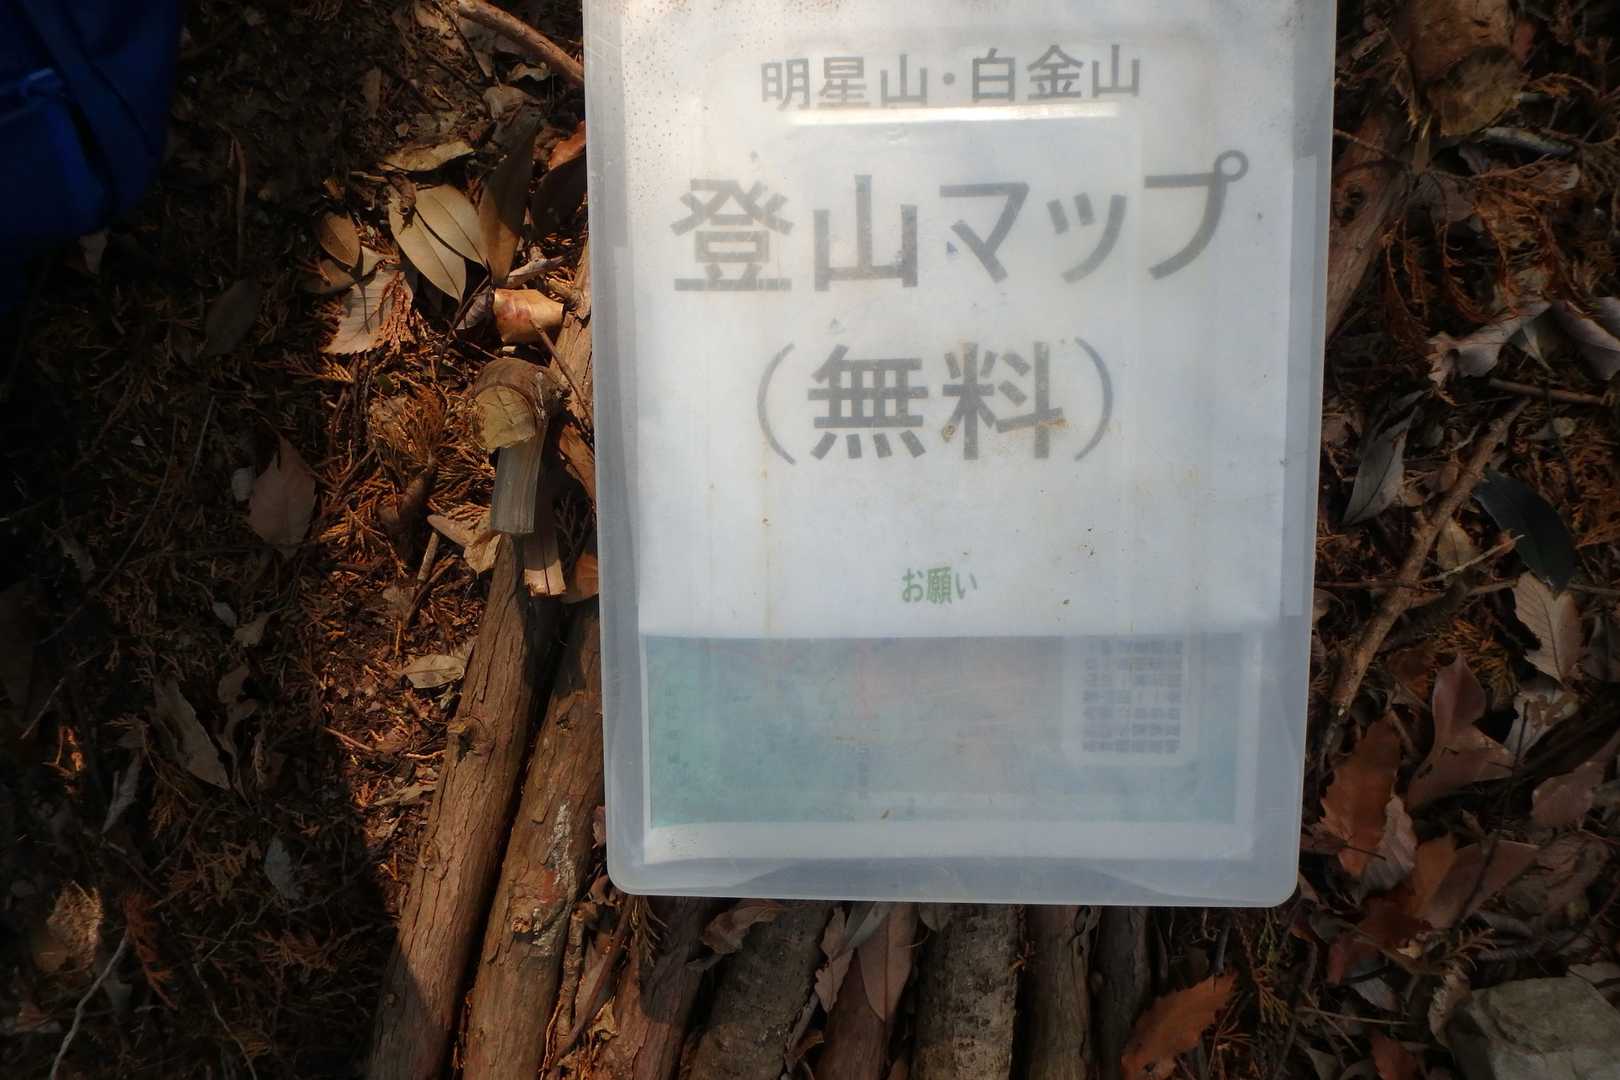 明星山・白金山
登山マップ
(無料)
お願い